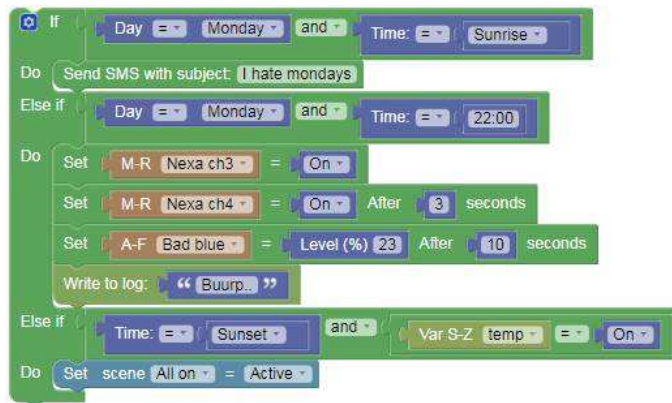 If Day = Monday and Time: = Sunrise
Do Send SMS with subject: I hate mondays
Else if Day = Monday and Time: = 22:00
Do Set M-R Nexa ch3 = On
Set M-R Nexa ch4 = On After 3 seconds
Set A-F Bad blue = Level (%) 23 After 10 seconds
Write to log: “ Buurp.. ”
Else if Time: = Sunset and Var S-Z temp = On
Do Set scene All on = Active